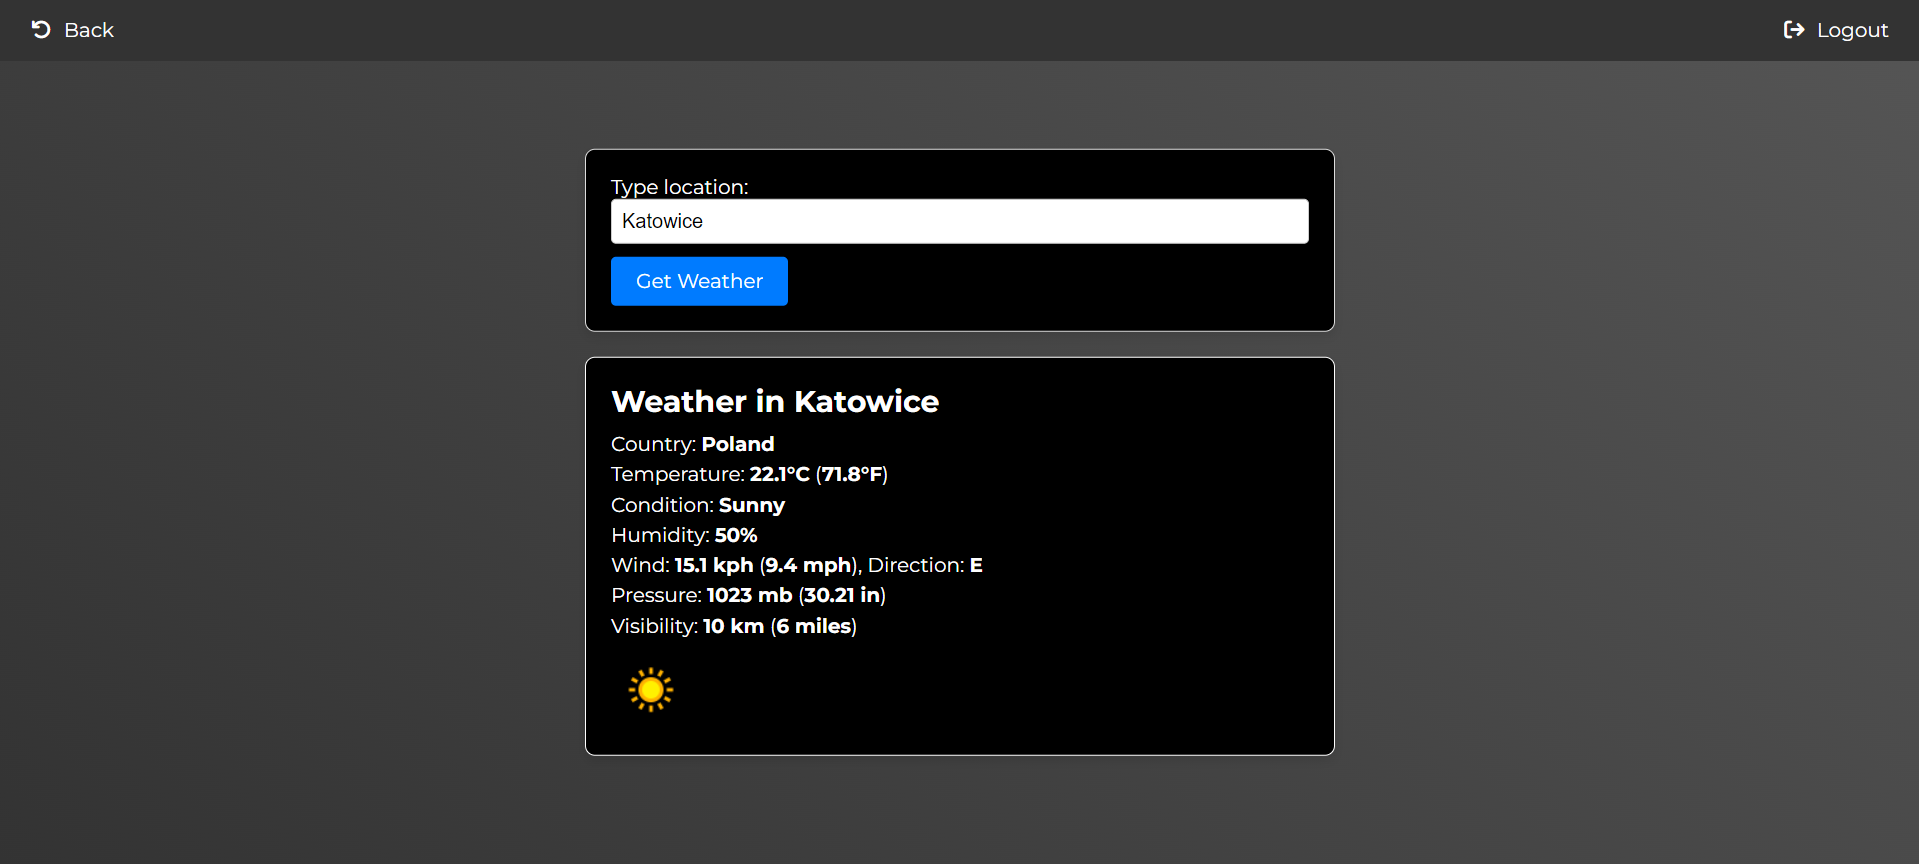 Back
Logout
Type location:
Katowice
Get Weather
Weather in Katowice
Country: Poland
Temperature: 22.1°C (71.8°F)
Condition: Sunny
Humidity: 50%
Wind: 15.1 kph (9.4 mph), Direction: E
Pressure: 1023 mb (30.21 in)
Visibility: 10 km (6 miles)